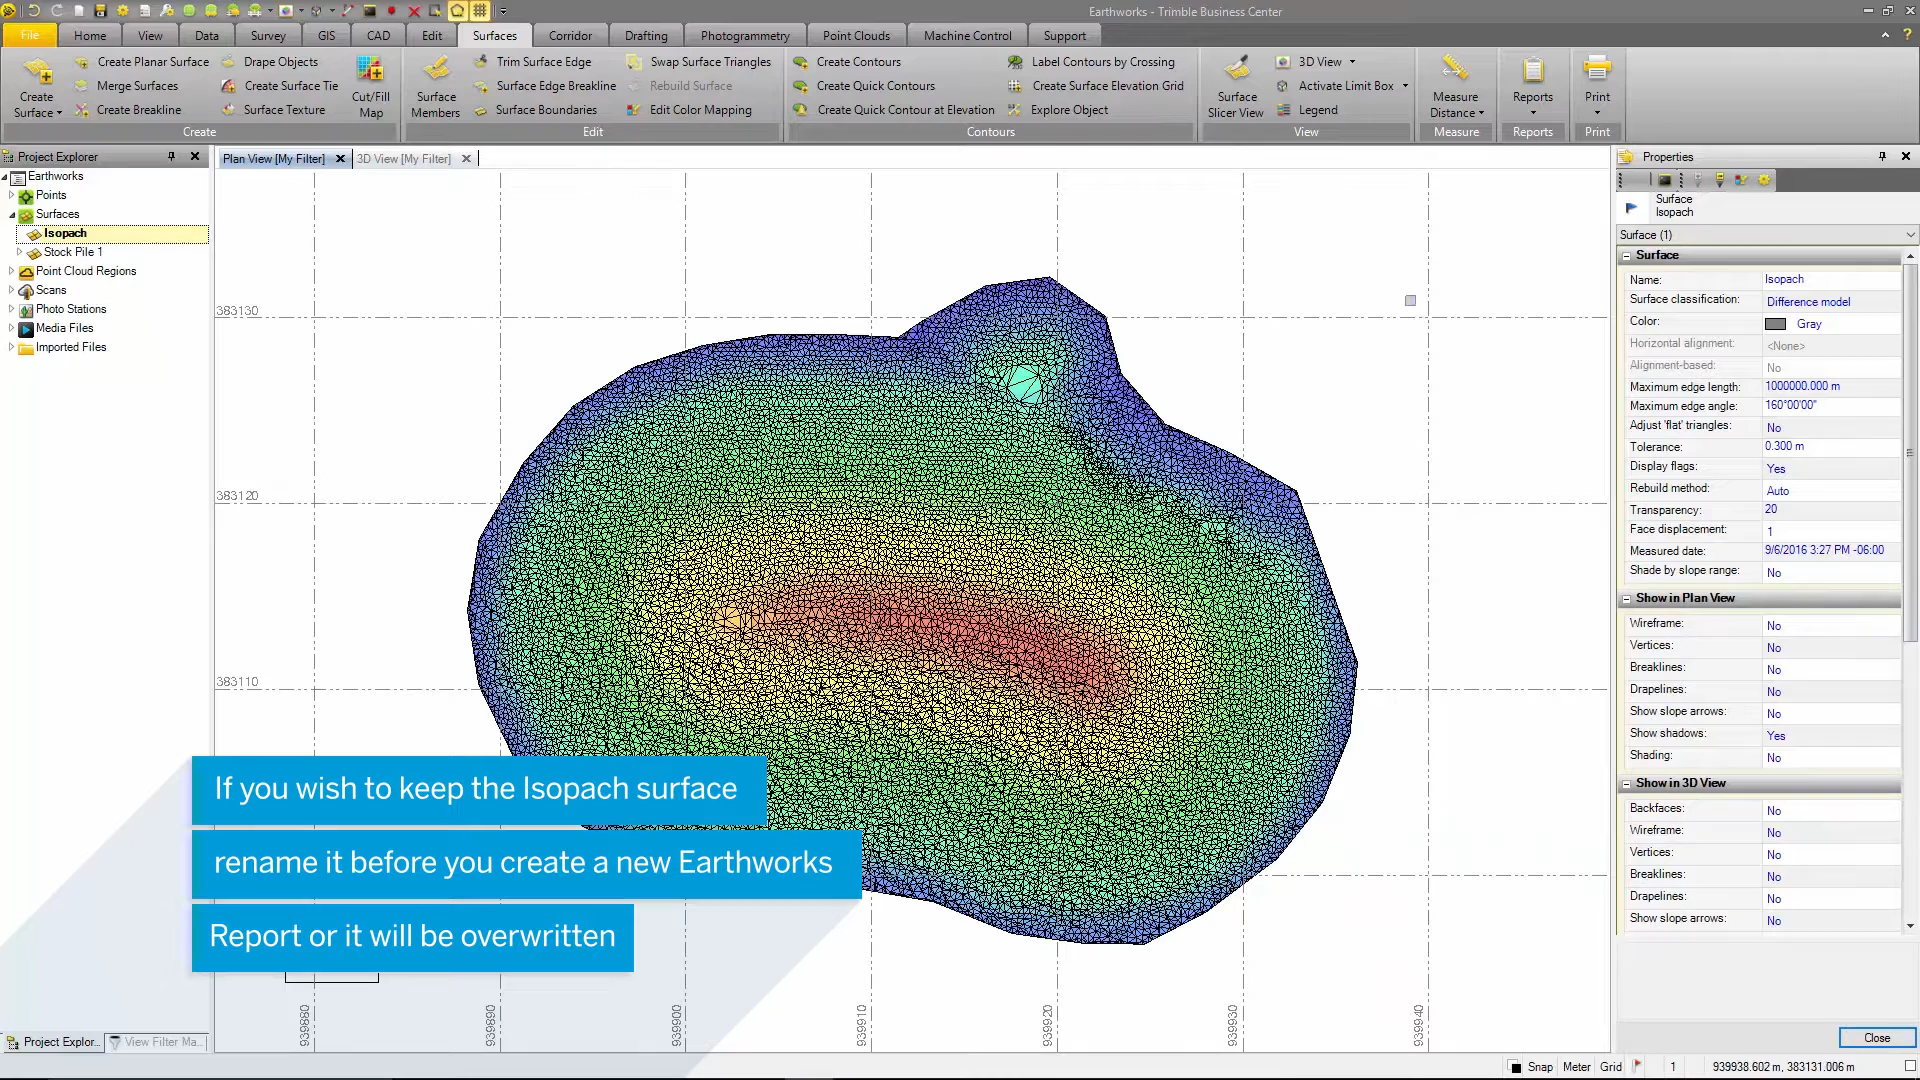 Earthworks - Trimble Business Center
File Home View Data Survey GIS CAD Edit Surfaces Corridor Drafting Photogrammetry Point Clouds Machine Control Support
Create Planar Surface Drape Objects Trim Surface Edge Swap Surface Triangles Create Contours Label Contours by Crossing 3D View
Merge Surfaces Create Surface Tie Surface Edge Breakline Rebuild Surface Create Quick Contours Create Surface Elevation Grid Activate Limit Box
Create Surface Cut/Fill Map Surface Members Surface Slicer View Measure Distance Reports Print
Create Breakline Surface Texture Surface Boundaries Edit Color Mapping Create Quick Contour at Elevation Explore Object Legend
Create Edit Contours View Measure Reports Print
Project Explorer
Earthworks
Points
Surfaces
Isopach
Stock Pile 1
Point Cloud Regions
Scans
Photo Stations
Media Files
Imported Files
Project Explor... View Filter Ma...
Plan View [My Filter] 3D View [My Filter]
383130
383120
383110
939880 939890 939900 939910 939920 939930 939940
If you wish to keep the Isopach surface
rename it before you create a new Earthworks
Report or it will be overwritten
Properties
Surface
Isopach
Surface (1)
Surface
Name: Isopach
Surface classification: Difference model
Color: Gray
Horizontal alignment: <None>
Alignment-based: No
Maximum edge length: 1000000.000 m
Maximum edge angle: 160°00'00"
Adjust 'flat' triangles: No
Tolerance: 0.300 m
Display flags: Yes
Rebuild method: Auto
Transparency: 20
Face displacement: 1
Measured date: 9/6/2016 3:27 PM -06:00
Shade by slope range: No
Show in Plan View
Wireframe: No
Vertices: No
Breaklines: No
Drapelines: No
Show slope arrows: No
Show shadows: Yes
Shading: No
Show in 3D View
Backfaces: No
Wireframe: No
Vertices: No
Breaklines: No
Drapelines: No
Show slope arrows: No
Close
Snap Meter Grid 1 939938.602 m, 383131.006 m